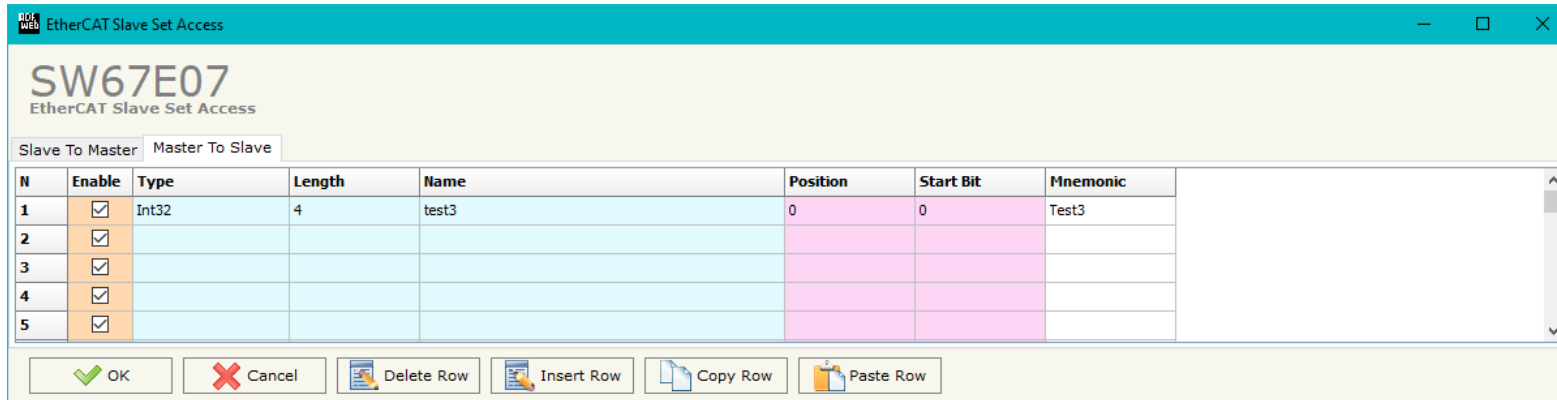 ADF WEB EtherCAT Slave Set Access
SW67E07
EtherCAT Slave Set Access
Slave To Master Master To Slave
N Enable Type Length Name Position Start Bit Mnemonic
1 Int32 4 test3 0 0 Test3
2
3
4
5
OK Cancel Delete Row Insert Row Copy Row Paste Row